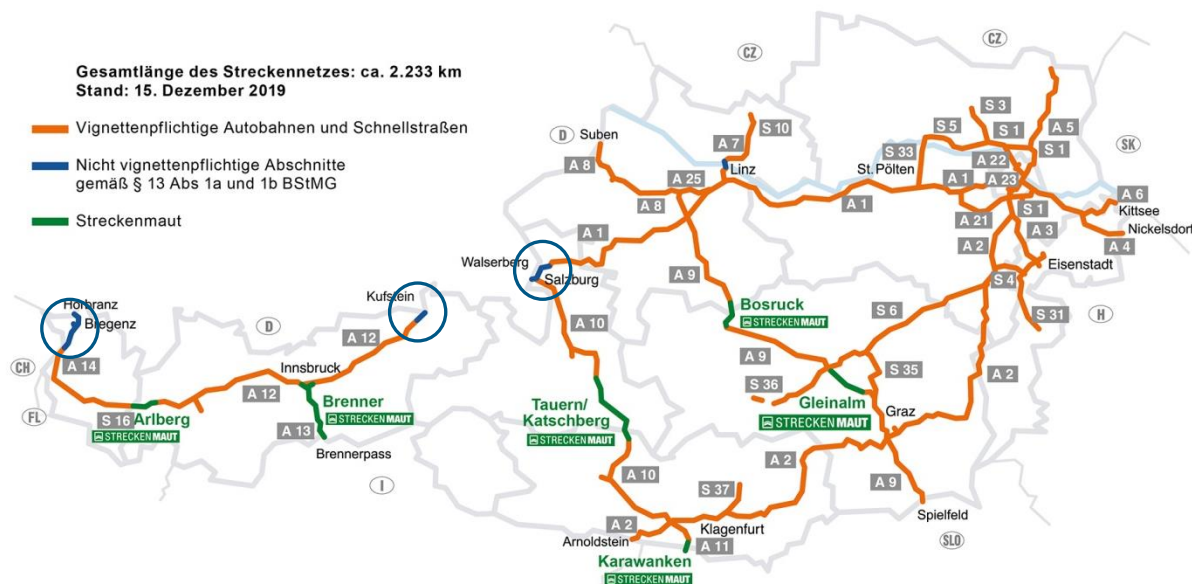 Gesamtlänge des Streckennetzes: ca. 2.233 km
Stand: 15. Dezember 2019
Vignettenpflichtige Autobahnen und Schnellstraßen
Nicht vignettenpflichtige Abschnitte
gemäß § 13 Abs 1a und 1b BStMG
Streckenmaut
CZ
CZ
D
Suben
A 8
A 7
S 10
Linz
A 25
A 8
A 1
S 33
St. Pölten
A 1
S 5
S 3
S 1
A 5
S 1
SK
A 22
A 23
A 1
A 21
S 1
A 6
Kittsee
Nickelsdorf
A 4
A 3
A 2
Eisenstadt
S 4
S 31
H
Walserberg
Salzburg
A 10
A 9
Bosruck
STRECKENMAUT
S 6
A 9
S 36
S 35
Gleinalm
STRECKENMAUT
Graz
A 2
Hörbranz
Bregenz
D
Kufstein
A 12
CH
A 14
Innsbruck
A 12
FL
S 16
Arlberg
STRECKENMAUT
Brenner
STRECKENMAUT
A 13
Brennerpass
I
Tauern/
Katschberg
STRECKENMAUT
A 10
A 2
S 37
A 9
Spielfeld
SLO
A 2
Arnoldstein
Klagenfurt
A 11
Karawanken
STRECKENMAUT